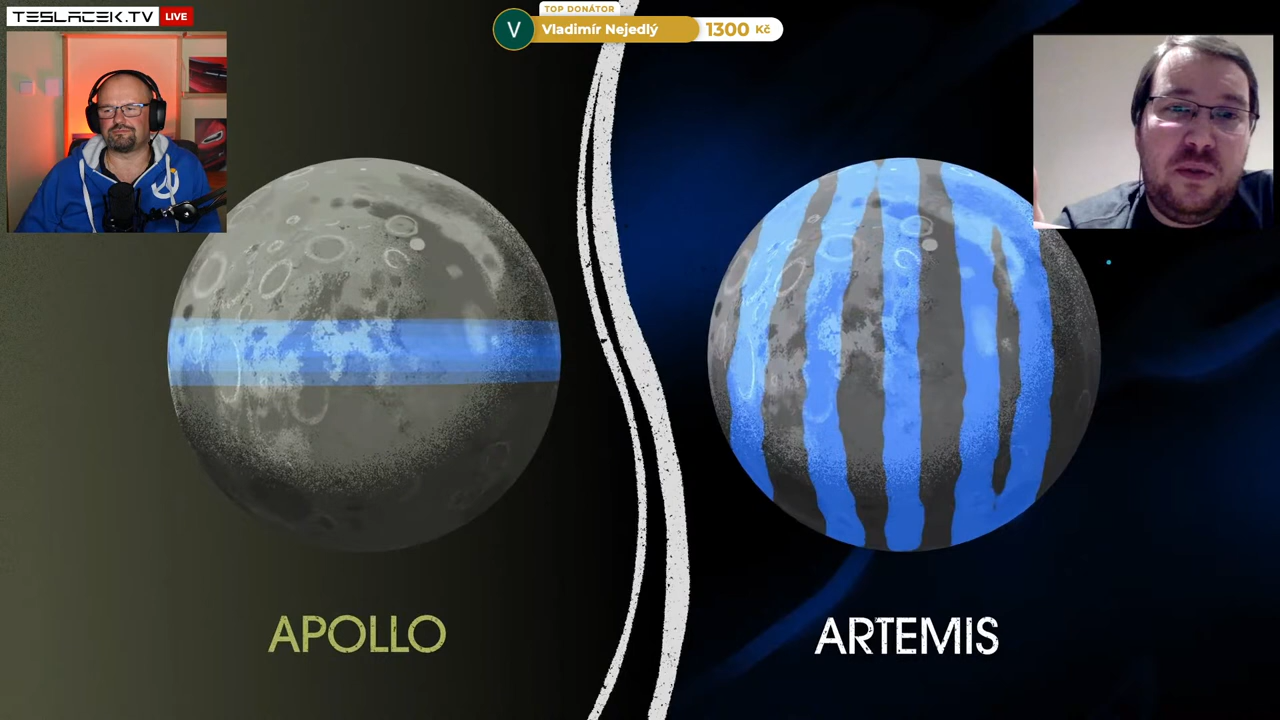 TESLACEK.TV LIVE
TOP DONÁTOR
V Vladimír Nejedlý 1300 Kč
APOLLO
ARTEMIS